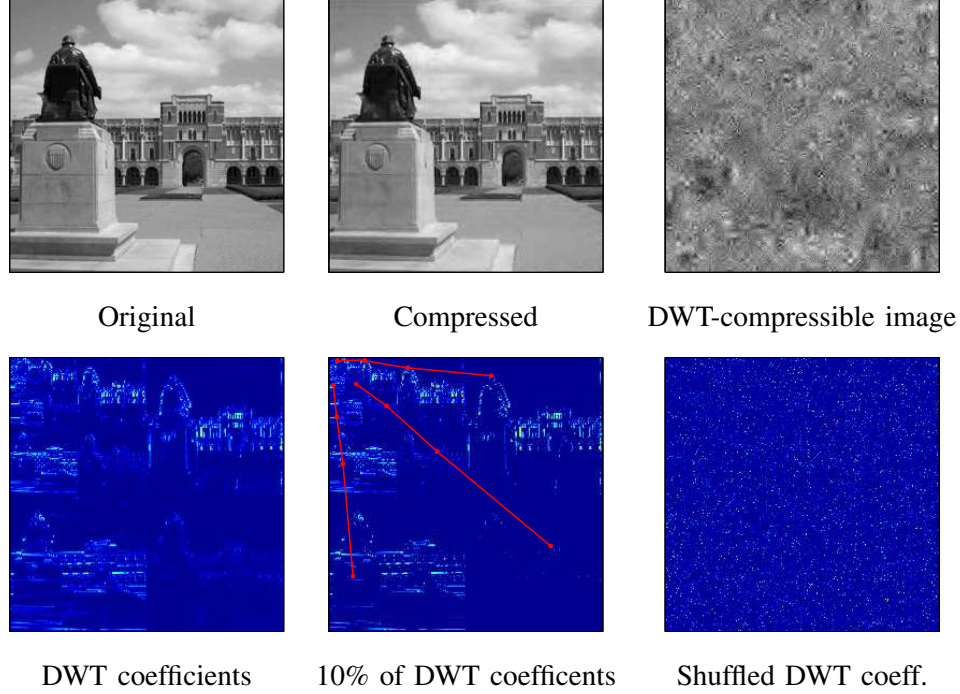 Original
Compressed
DWT-compressible image
DWT coefficients
10% of DWT coefficents
Shuffled DWT coeff.